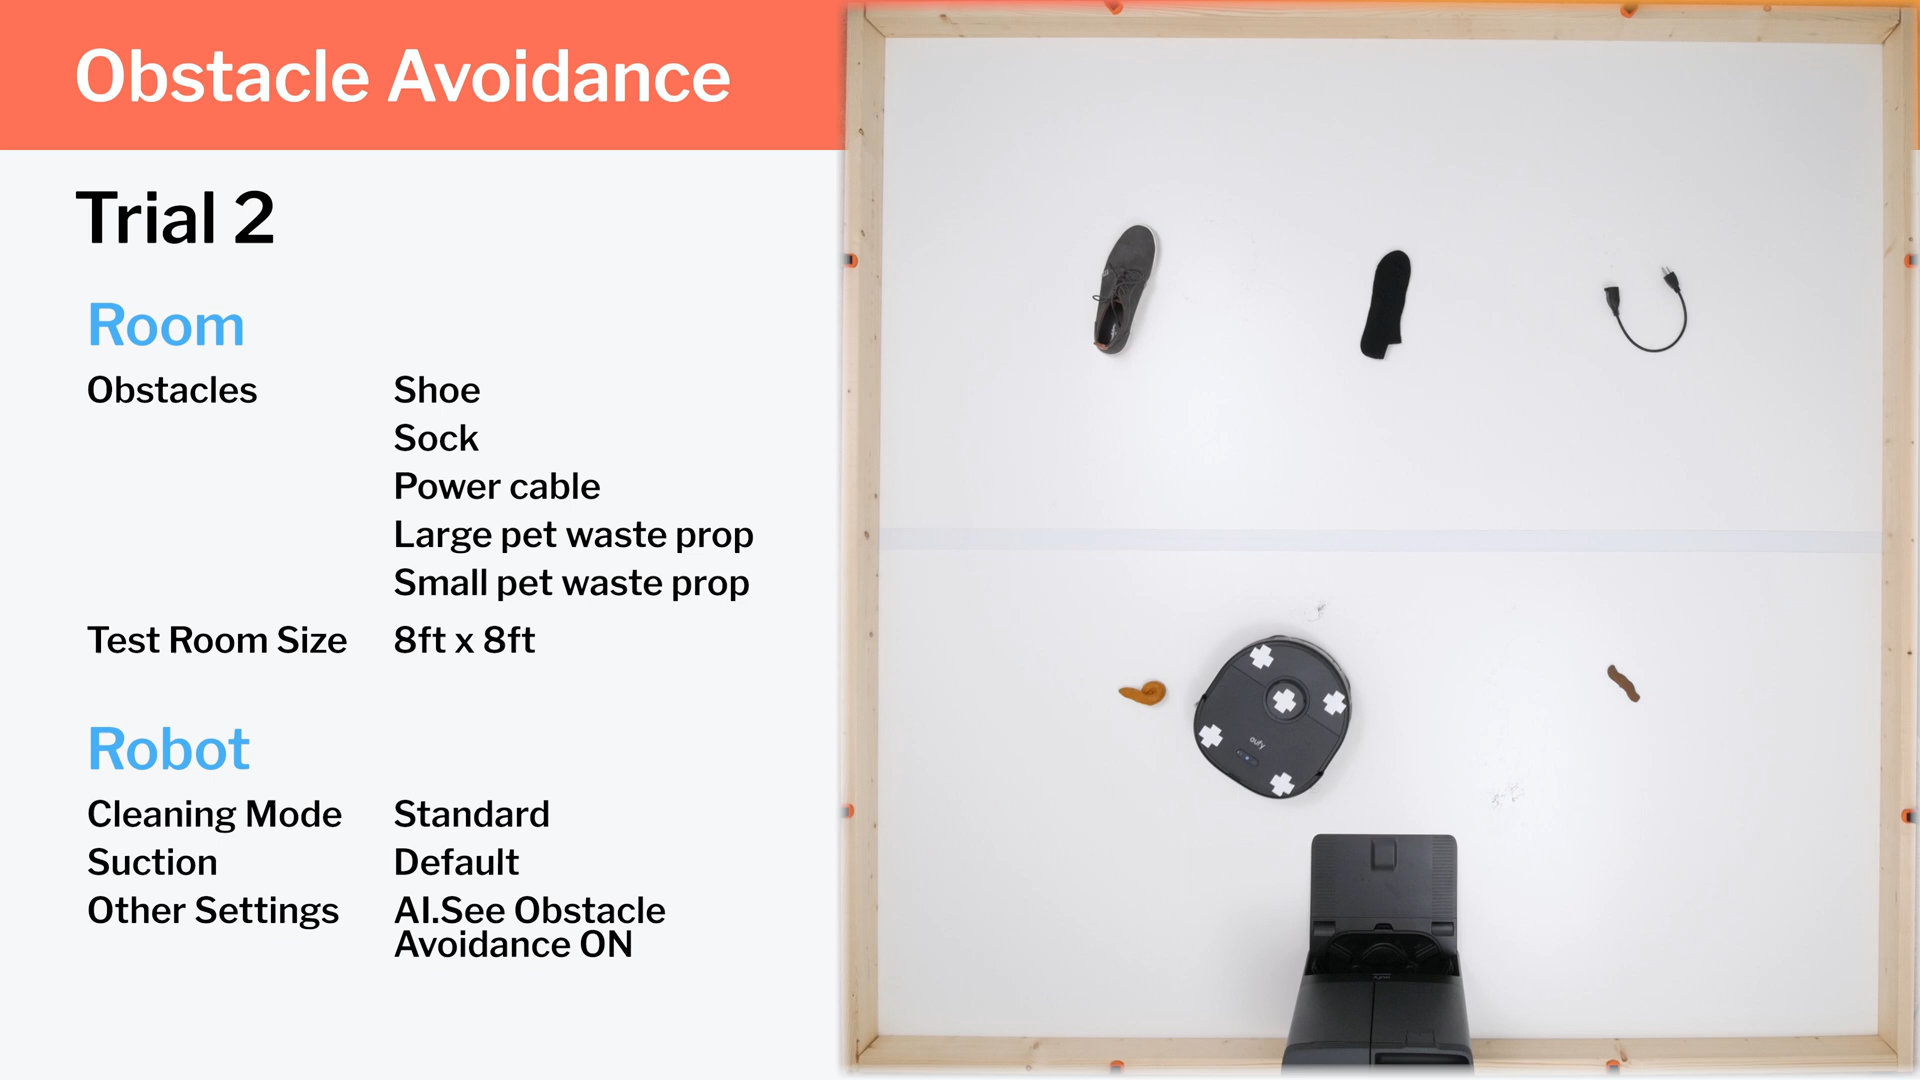 Obstacle Avoidance
Trial 2
Room
Obstacles Shoe
Sock
Power cable
Large pet waste prop
Small pet waste prop
Test Room Size 8ft x 8ft
Robot
Cleaning Mode Standard
Suction Default
Other Settings AI.See Obstacle
Avoidance ON
eufy